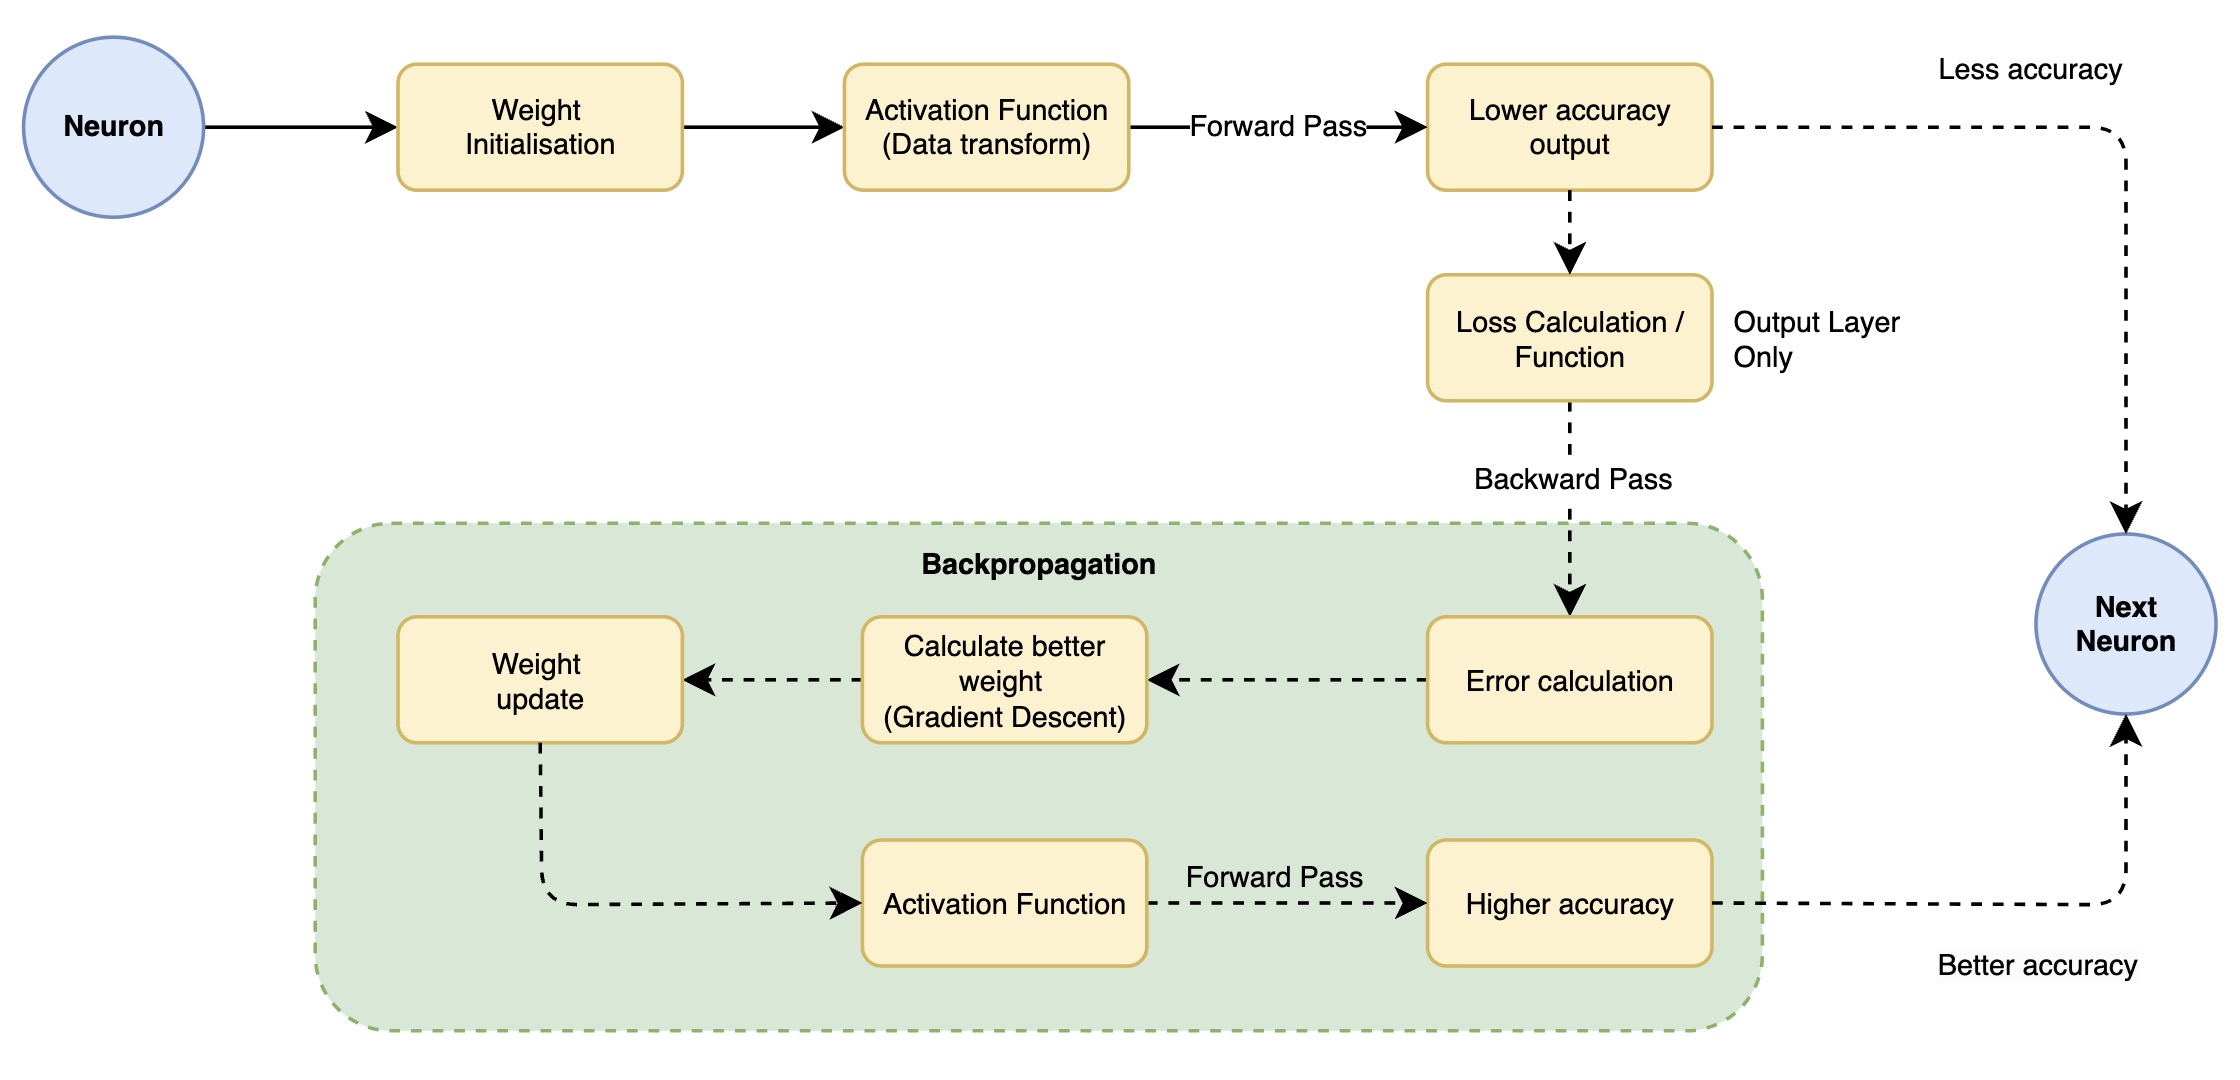 Neuron
Weight
Initialisation
Activation Function
(Data transform)
Forward Pass
Lower accuracy
output
Less accuracy
Loss Calculation /
Function
Output Layer
Only
Backward Pass
Backpropagation
Weight
update
Calculate better
weight
(Gradient Descent)
Error calculation
Next
Neuron
Activation Function
Forward Pass
Higher accuracy
Better accuracy